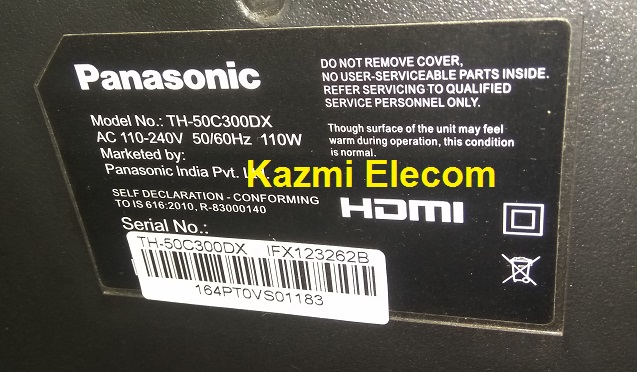 Panasonic
Model No.: TH-50C300DX
AC 110-240V 50/60Hz 110W
Marketed by:
Panasonic India Pvt.
SELF DECLARATION - CONFORMING
TO IS 616:2010, R-83000140
Serial No.:
TH-50C300DX IFX123262B
164PT0VS01183
DO NOT REMOVE COVER,
NO USER-SERVICEABLE PARTS INSIDE.
REFER SERVICING TO QUALIFIED
SERVICE PERSONNEL ONLY.
Though surface of the unit may feel
warm during operation, this condition
is normal.
Kazmi Elecom
HDMI